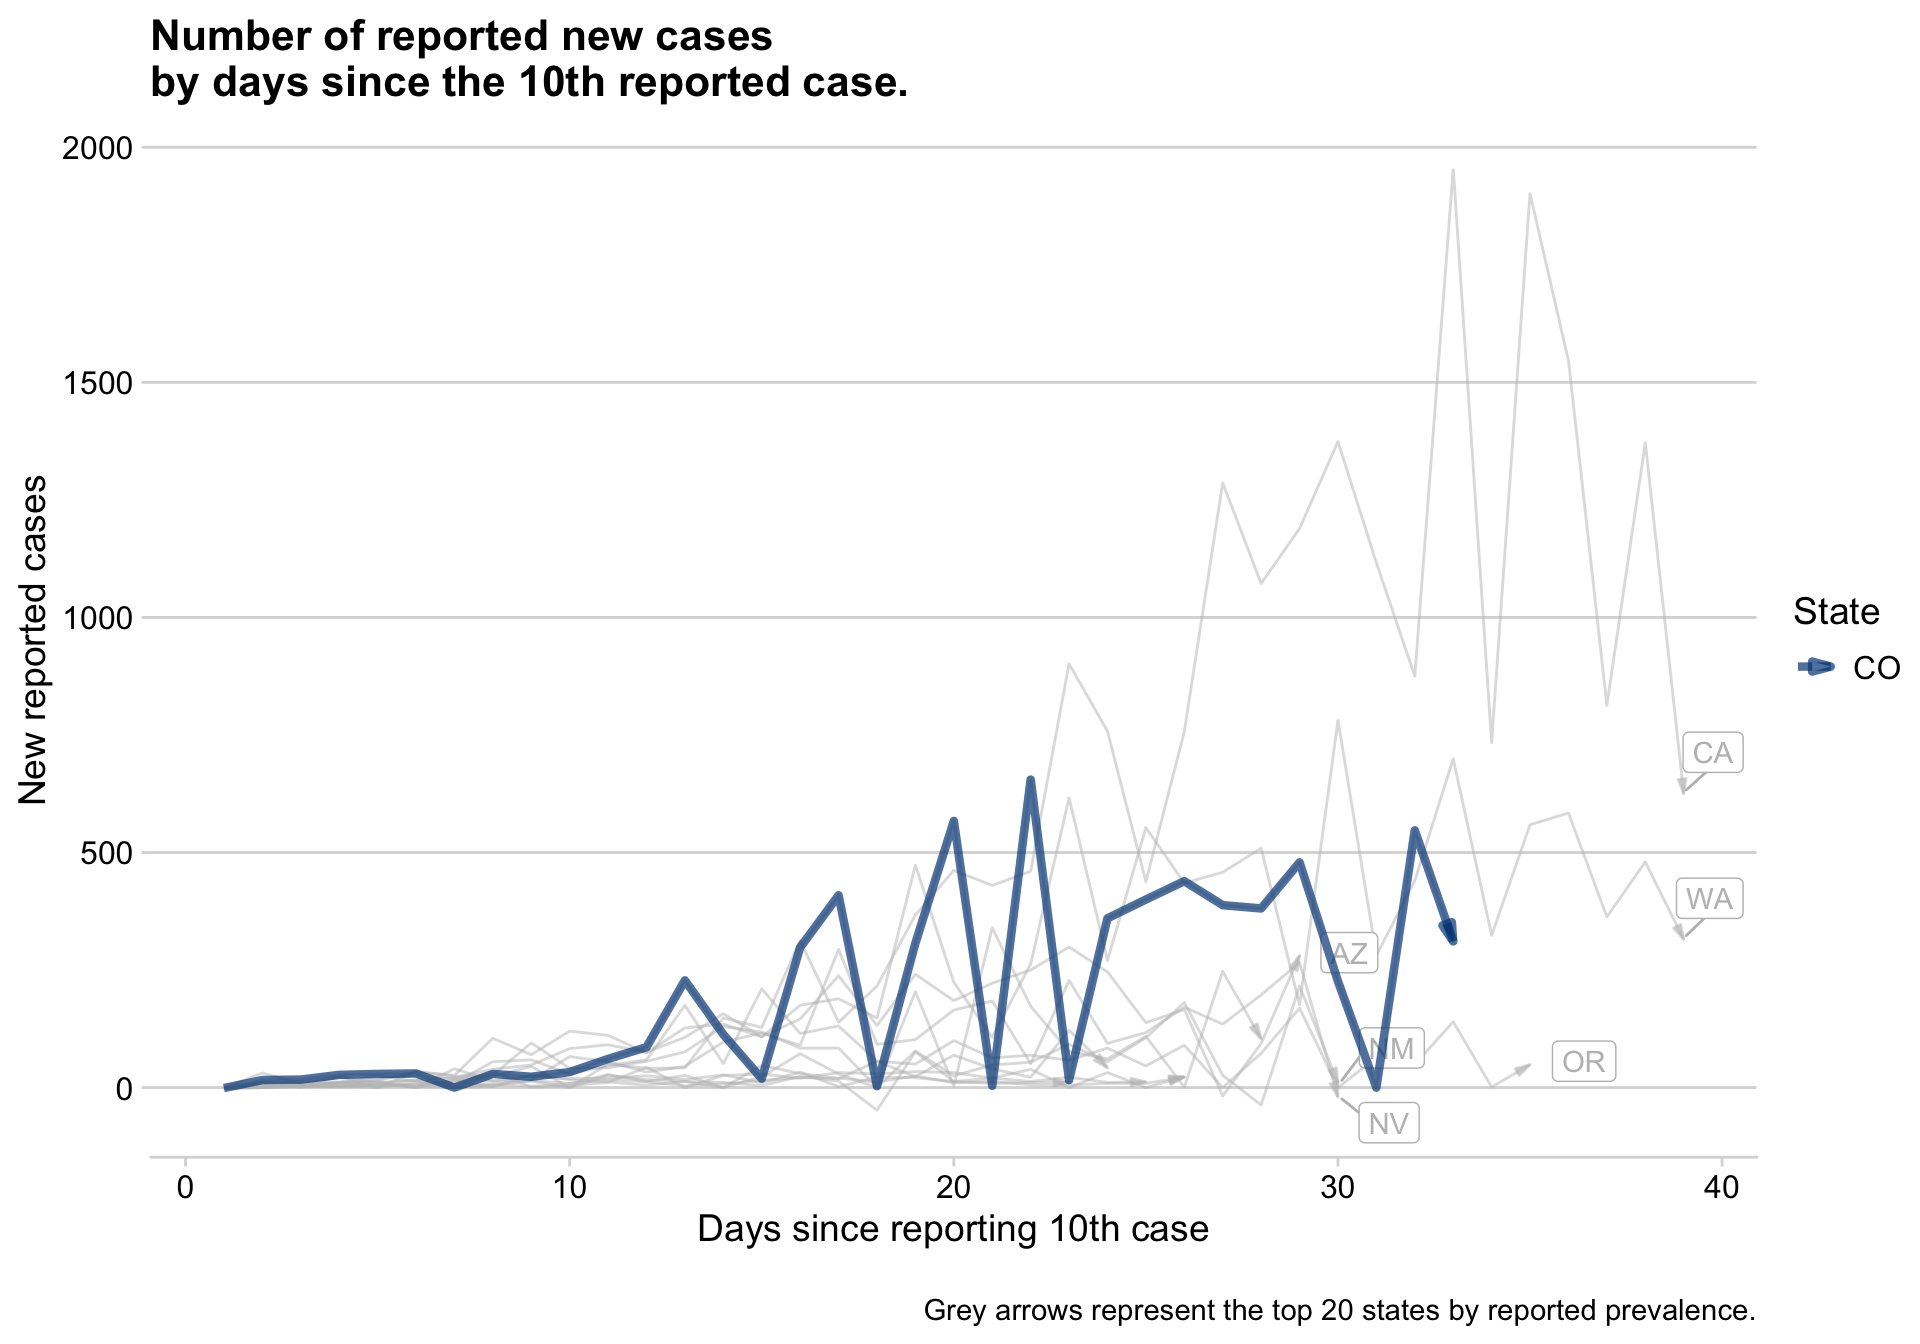 Number of reported new cases
by days since the 10th reported case.
2000
1500
1000
500
0
New reported cases
0
10
20
30
40
Days since reporting 10th case
CA
WA
AZ
NM
OR
NV
State
CO
Grey arrows represent the top 20 states by reported prevalence.